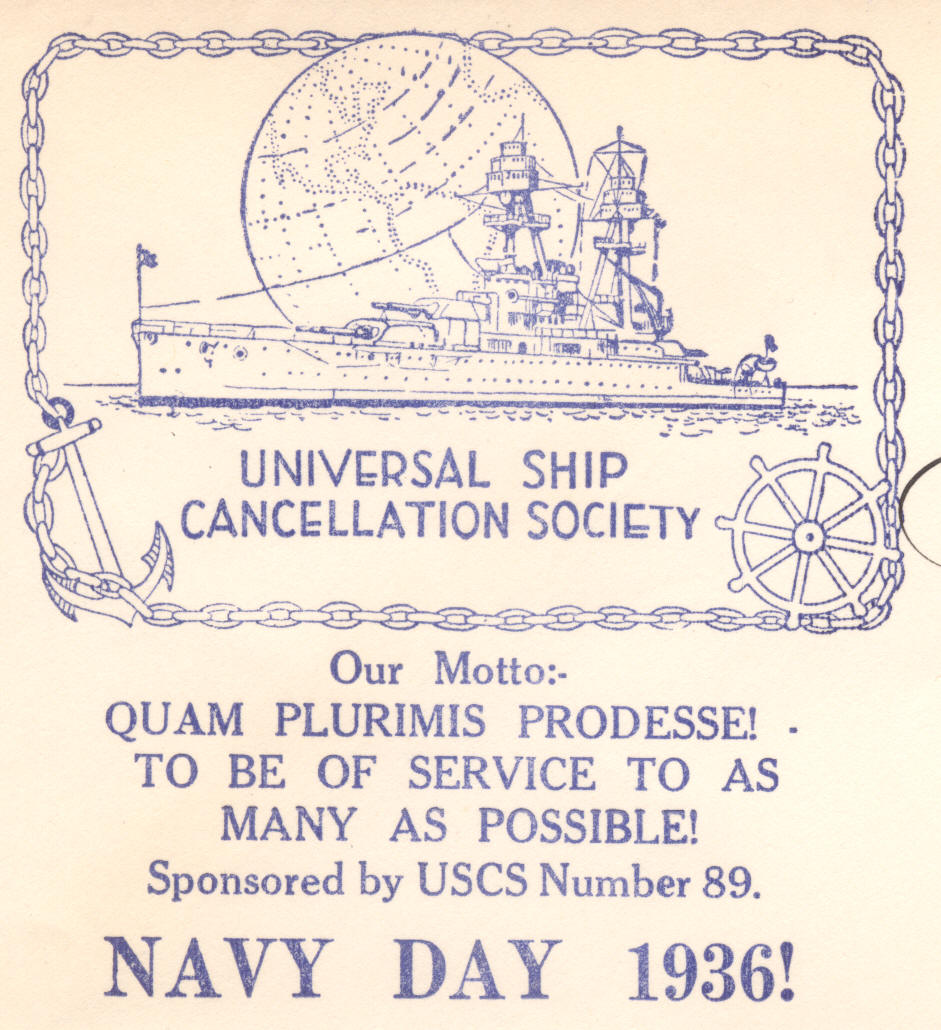 UNIVERSAL SHIP
CANCELLATION SOCIETY
Our Motto:-
QUAM PLURIMIS PRODESSE! -
TO BE OF SERVICE TO AS
MANY AS POSSIBLE!
Sponsored by USCS Number 89.
NAVY DAY 1936!